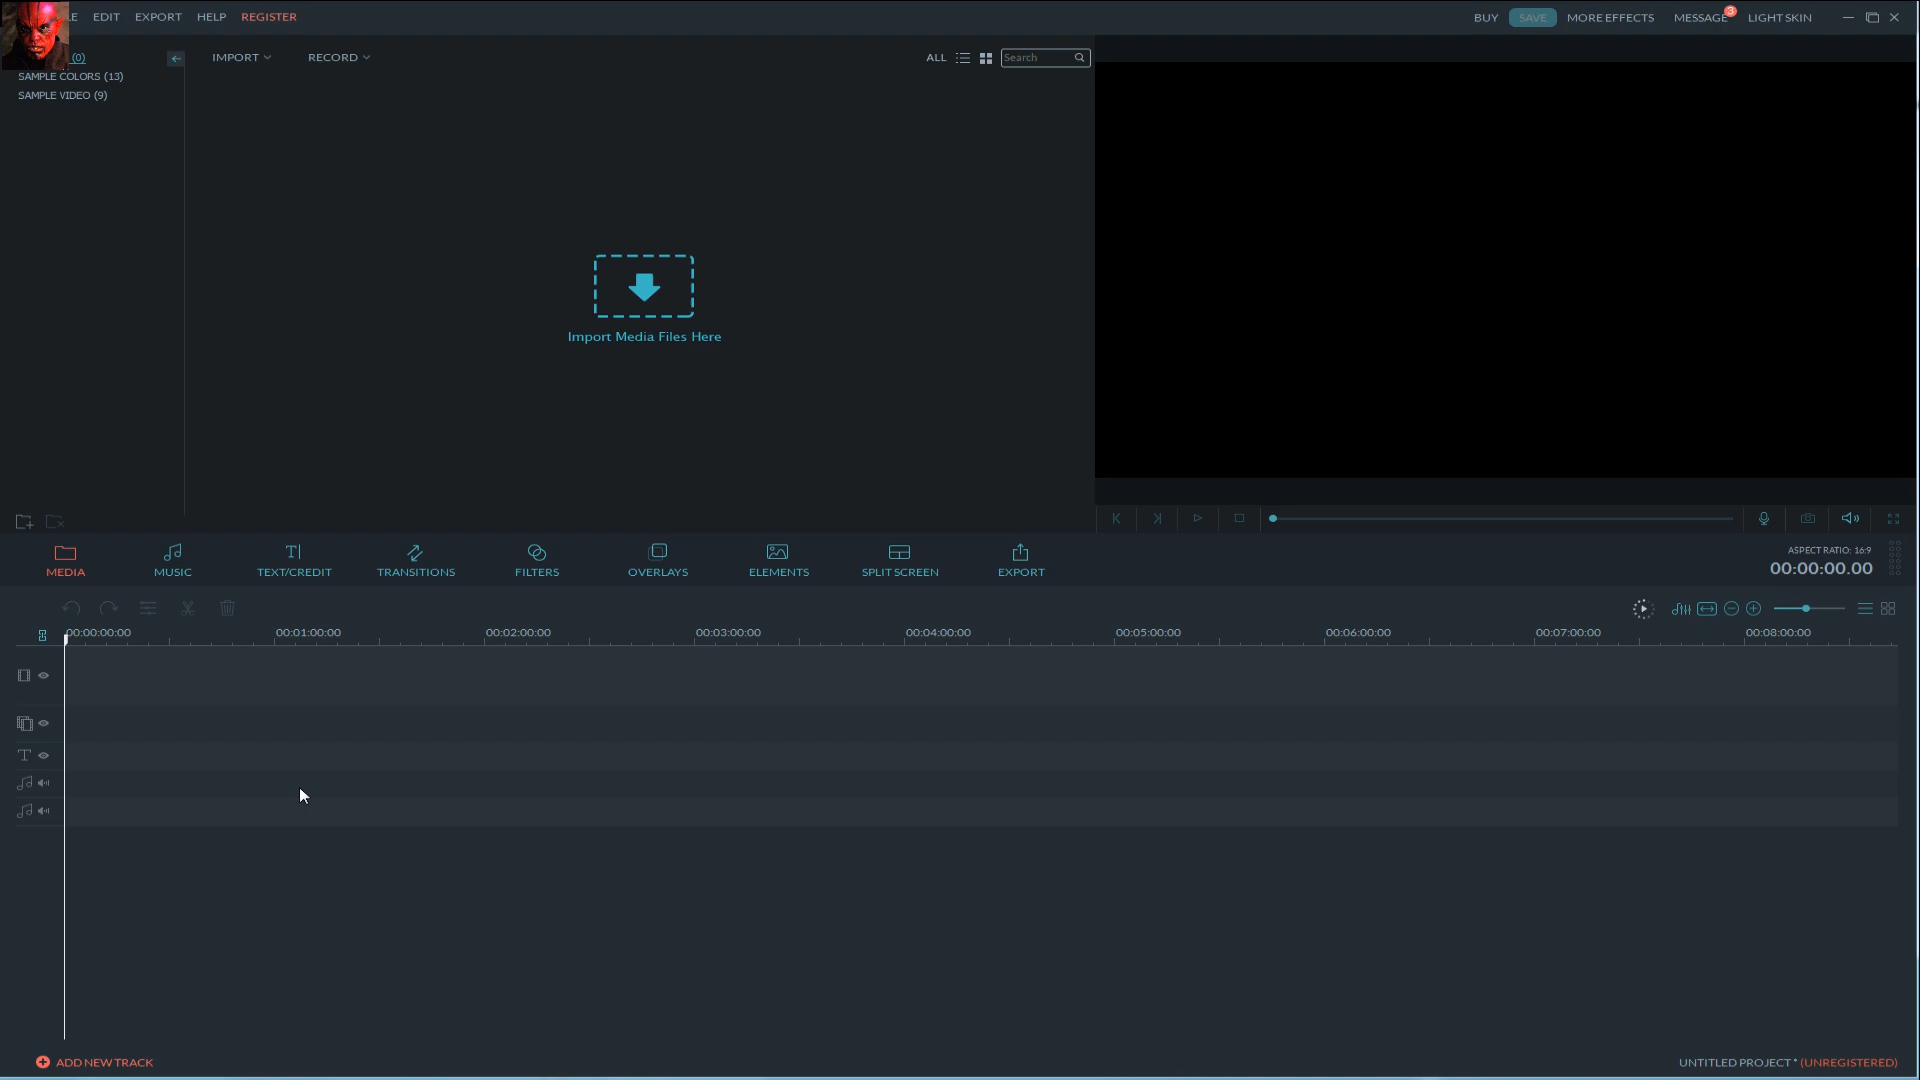 LE EDIT EXPORT HELP REGISTER BUY SAVE MORE EFFECTS MESSAGE 3 LIGHT SKIN
(0) IMPORT RECORD ALL Search
SAMPLE COLORS (13)
SAMPLE VIDEO (9)
Import Media Files Here
MEDIA MUSIC TEXT/CREDIT TRANSITIONS FILTERS OVERLAYS ELEMENTS SPLIT SCREEN EXPORT
ASPECT RATIO: 16:9
00:00:00.00
00:00:00:00 00:01:00:00 00:02:00:00 00:03:00:00 00:04:00:00 00:05:00:00 00:06:00:00 00:07:00:00 00:08:00:00
ADD NEW TRACK UNTITLED PROJECT * (UNREGISTERED)